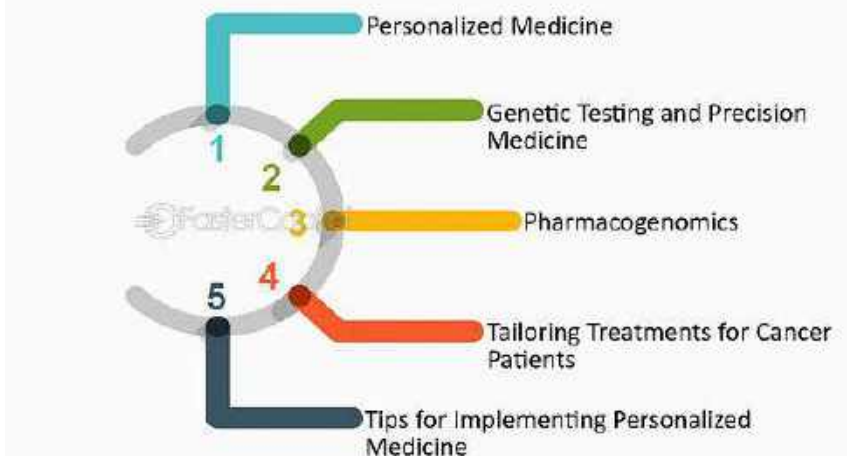 1
Personalized Medicine
2
Genetic Testing and Precision
Medicine
3
Pharmacogenomics
4
Tailoring Treatments for Cancer
Patients
5
Tips for Implementing Personalized
Medicine